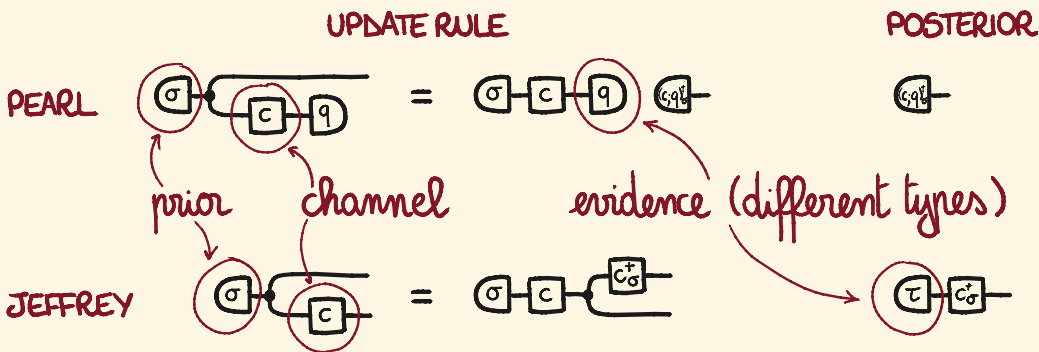 UPDATE RULE POSTERIOR
PEARL σ c q = σ c q
prior channel evidence (different types)
JEFFREY σ c = σ c c†σ τ c†σ